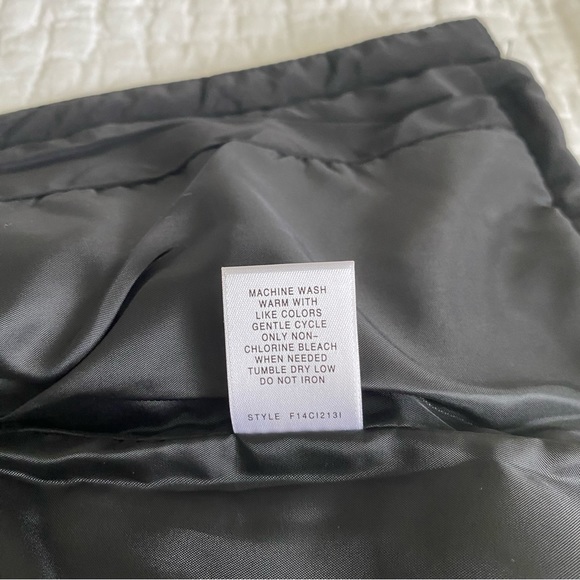 MACHINE WASH
WARM WITH
LIKE COLORS
GENTLE CYCLE
ONLY NON-
CHLORINE BLEACH
WHEN NEEDED
TUMBLE DRY LOW
DO NOT IRON
STYLE F14CI213I